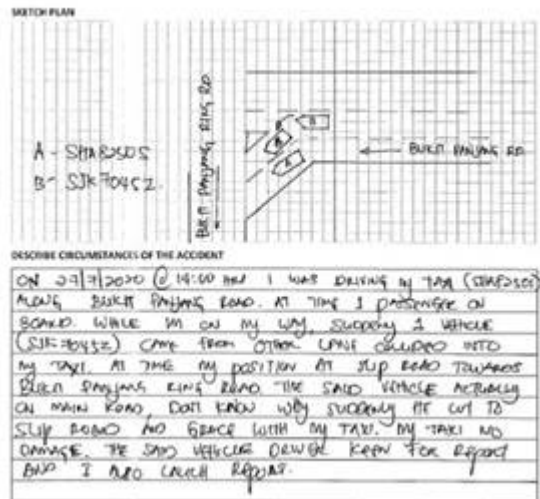 SKETCH PLAN
BUKIT PANJANG RING RD
A - SHA8250S
B - SJK7045Z
B
A
A
← BUKIT PANJANG RD
DESCRIBE CIRCUMSTANCES OF THE ACCIDENT
ON 27/7/2020 @ 14:00 HRS I WAS DRIVING MY TAXI (SHA8250S)
ALONG BUKIT PANJANG ROAD. AT TIME 1 PASSENGER ON
BOARD. WHILE I'M ON MY WAY, SUDDENLY 1 VEHICLE
(SJK7045Z) CAME FROM OTHER LANE COLLIDED INTO
MY TAXI. AT TIME MY POSITION AT SLIP ROAD TOWARDS
BUKIT PANJANG RING ROAD. THE SAID VEHICLE ACTUALLY
ON MAIN ROAD, DON'T KNOW WHY SUDDENLY HE CUT TO
SLIP ROAD AND GRACE WITH MY TAXI. MY TAXI NO
DAMAGE. THE SAID VEHICLE DRIVER KEEN FOR REPORT
AND I ALSO LAUCH REPORT.